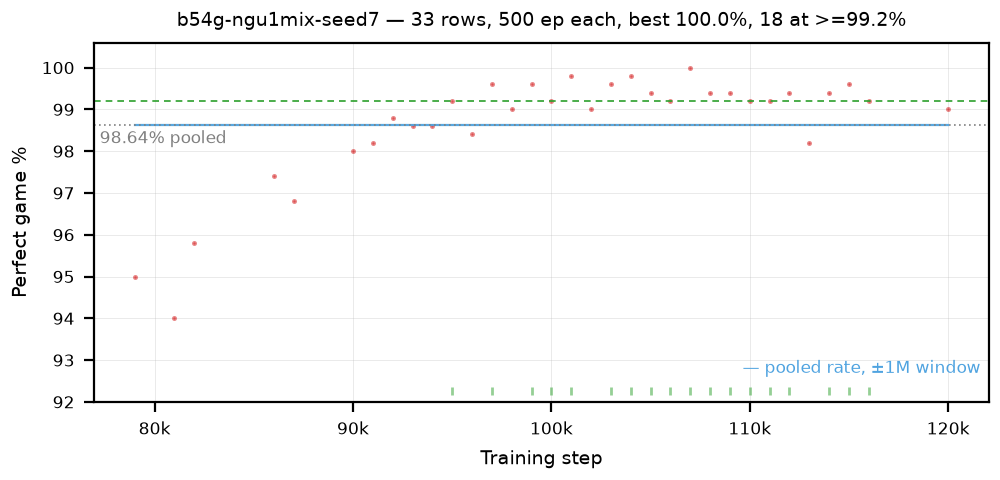 b54g-ngu1mix-seed7 — 33 rows, 500 ep each, best 100.0%, 18 at >=99.2%
Perfect game %
100
99
98
97
96
95
94
93
92
98.64% pooled
— pooled rate, ±1M window
80k
90k
100k
110k
120k
Training step